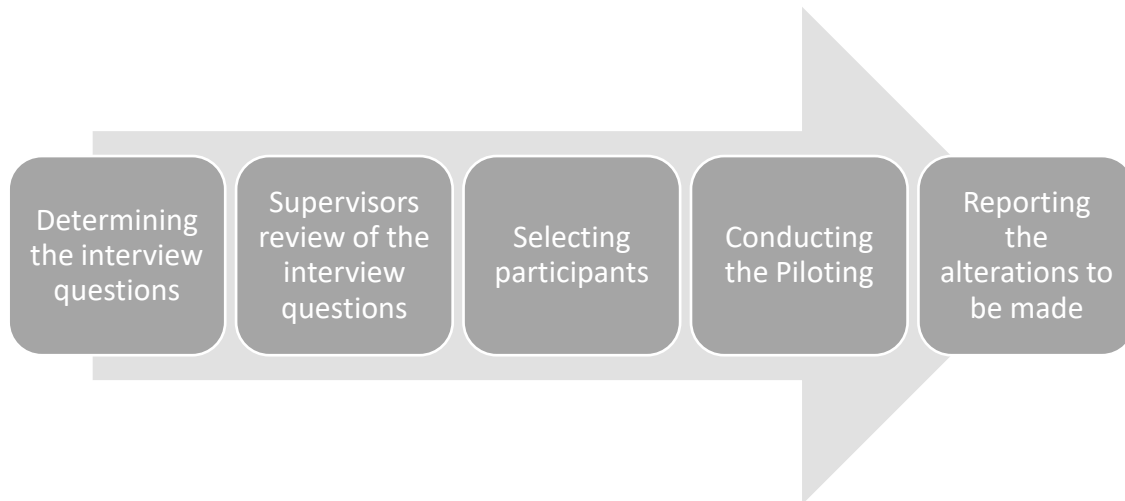 Determining
the interview
questions
Supervisors
review of the
interview
questions
Selecting
participants
Conducting
the Piloting
Reporting
the
alterations to
be made